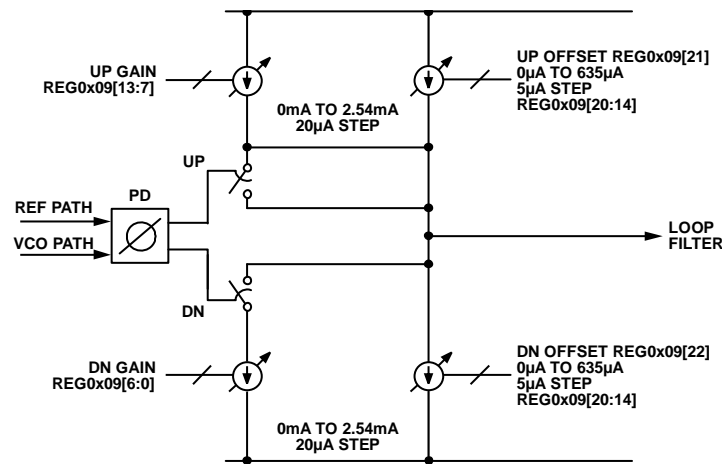 UP GAIN
REG0x09[13:7]
0mA TO 2.54mA
20µA STEP
UP OFFSET REG0x09[21]
0µA TO 635µA
5µA STEP
REG0x09[20:14]
UP
PD
REF PATH
VCO PATH
LOOP
FILTER
DN
DN GAIN
REG0x09[6:0]
DN OFFSET REG0x09[22]
0µA TO 635µA
5µA STEP
REG0x09[20:14]
0mA TO 2.54mA
20µA STEP